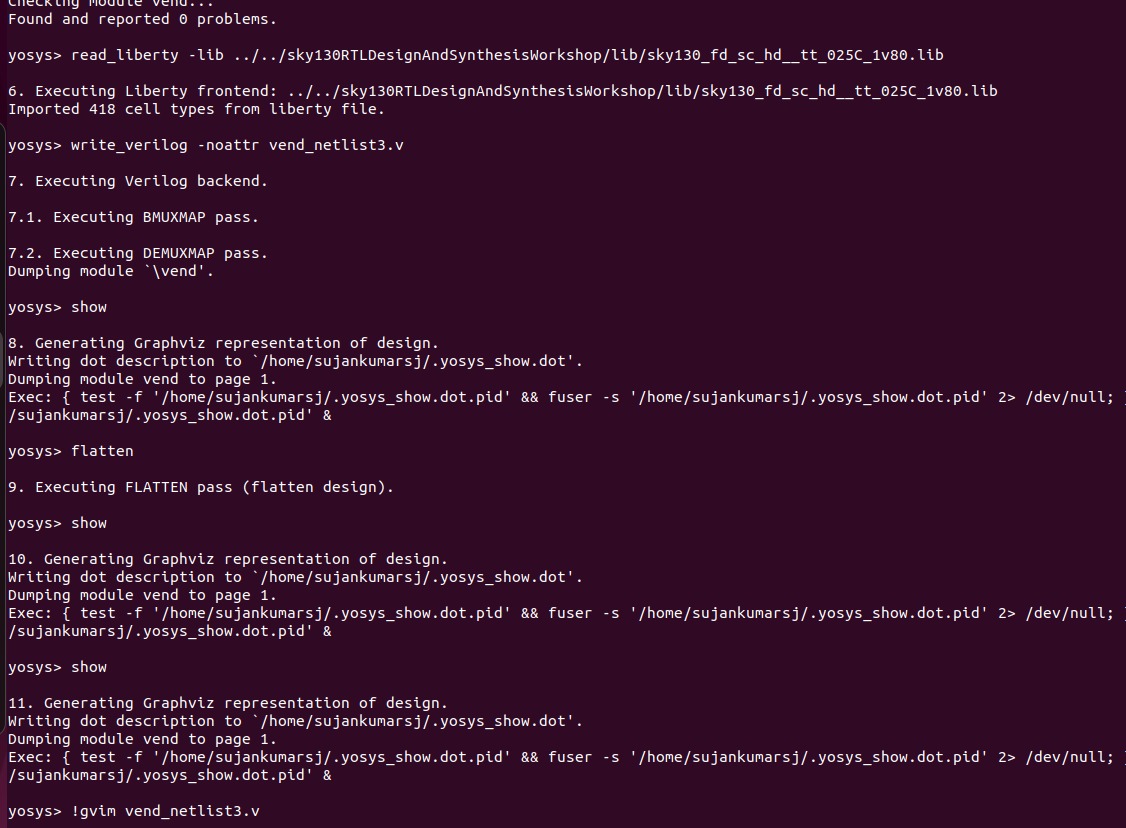 Checking module vend...
Found and reported 0 problems.
yosys> read_liberty -lib ../../sky130RTLDesignAndSynthesisWorkshop/lib/sky130_fd_sc_hd__tt_025C_1v80.lib
6. Executing Liberty frontend: ../../sky130RTLDesignAndSynthesisWorkshop/lib/sky130_fd_sc_hd__tt_025C_1v80.lib
Imported 418 cell types from liberty file.
yosys> write_verilog -noattr vend_netlist3.v
7. Executing Verilog backend.
7.1. Executing BMUXMAP pass.
7.2. Executing DEMUXMAP pass.
Dumping module `\vend'.
yosys> show
8. Generating Graphviz representation of design.
Writing dot description to `/home/sujankumarsj/.yosys_show.dot'.
Dumping module vend to page 1.
Exec: { test -f '/home/sujankumarsj/.yosys_show.dot.pid' && fuser -s '/home/sujankumarsj/.yosys_show.dot.pid' 2> /dev/null; }
/sujankumarsj/.yosys_show.dot.pid' &
yosys> flatten
9. Executing FLATTEN pass (flatten design).
yosys> show
10. Generating Graphviz representation of design.
Writing dot description to `/home/sujankumarsj/.yosys_show.dot'.
Dumping module vend to page 1.
Exec: { test -f '/home/sujankumarsj/.yosys_show.dot.pid' && fuser -s '/home/sujankumarsj/.yosys_show.dot.pid' 2> /dev/null; }
/sujankumarsj/.yosys_show.dot.pid' &
yosys> show
11. Generating Graphviz representation of design.
Writing dot description to `/home/sujankumarsj/.yosys_show.dot'.
Dumping module vend to page 1.
Exec: { test -f '/home/sujankumarsj/.yosys_show.dot.pid' && fuser -s '/home/sujankumarsj/.yosys_show.dot.pid' 2> /dev/null; }
/sujankumarsj/.yosys_show.dot.pid' &
yosys> !gvim vend_netlist3.v